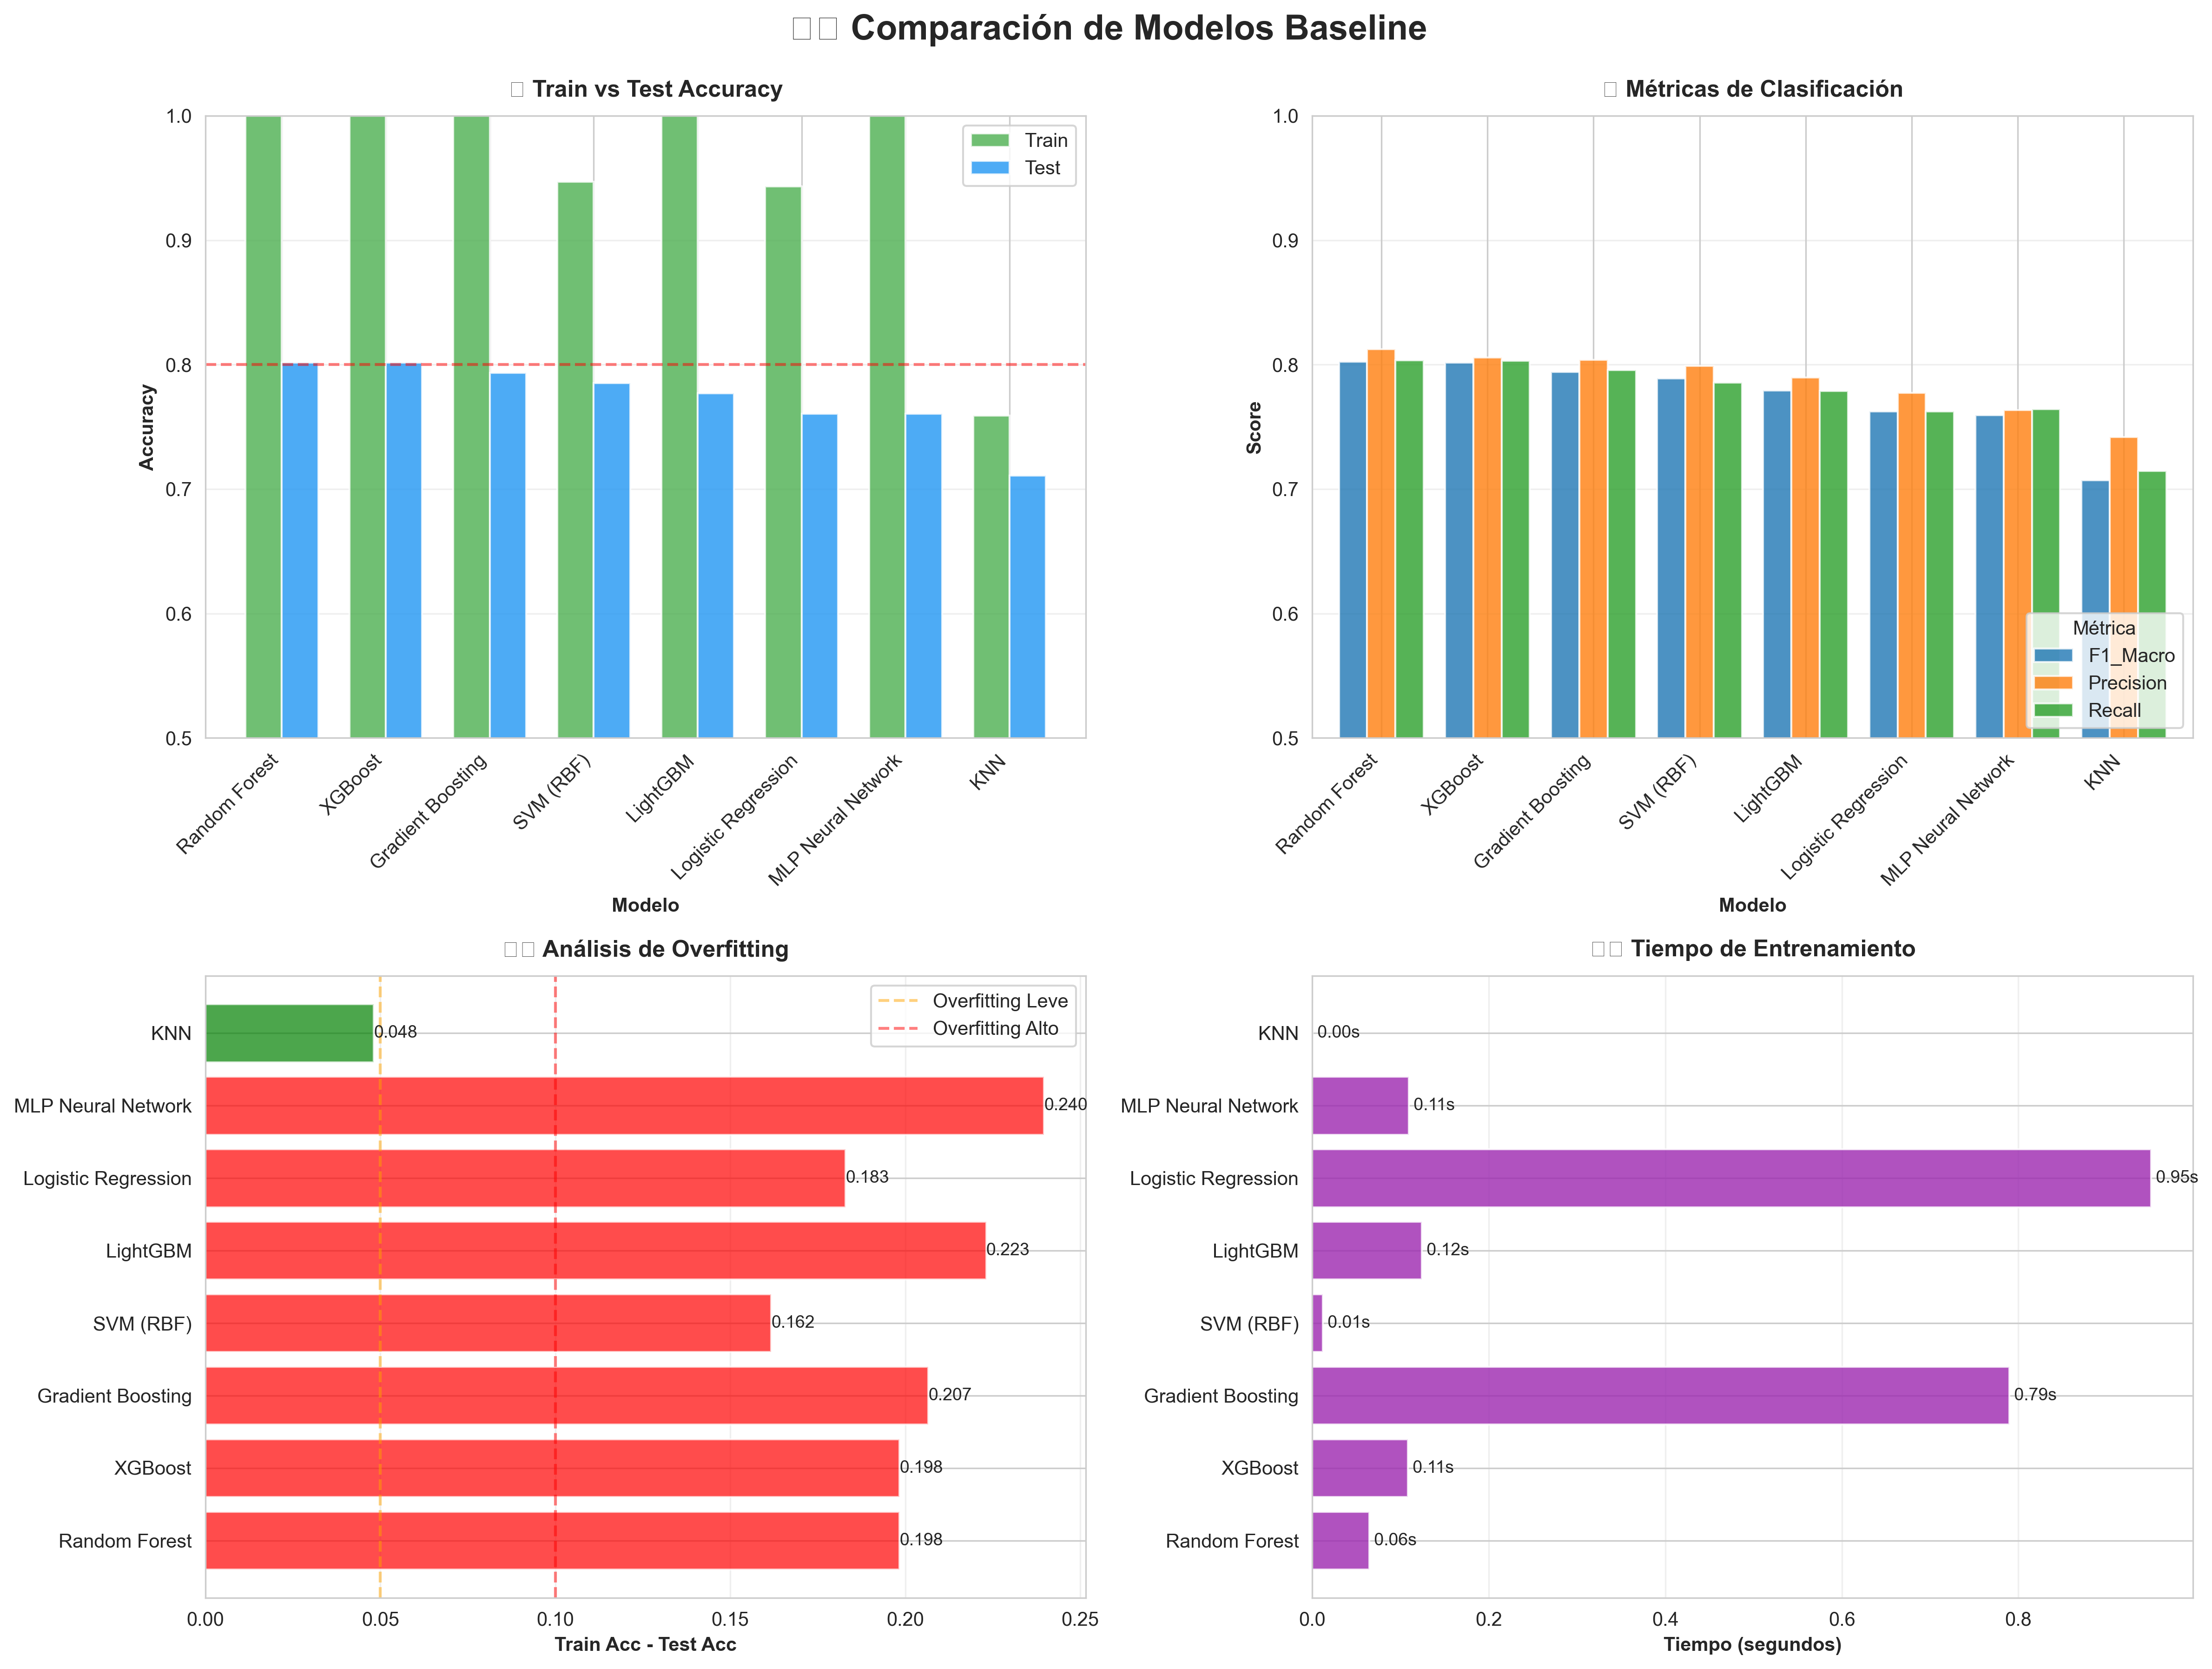 Comparación de Modelos Baseline
Train vs Test Accuracy
1.0
0.9
0.8
0.7
0.6
0.5
Accuracy
Train
Test
Random Forest
XGBoost
Gradient Boosting
SVM (RBF)
LightGBM
Logistic Regression
MLP Neural Network
KNN
Modelo
Métricas de Clasificación
1.0
0.9
0.8
0.7
0.6
0.5
Score
Métrica
F1_Macro
Precision
Recall
Random Forest
XGBoost
Gradient Boosting
SVM (RBF)
LightGBM
Logistic Regression
MLP Neural Network
KNN
Modelo
Análisis de Overfitting
Overfitting Leve
Overfitting Alto
KNN 0.048
MLP Neural Network 0.240
Logistic Regression 0.183
LightGBM 0.223
SVM (RBF) 0.162
Gradient Boosting 0.207
XGBoost 0.198
Random Forest 0.198
0.00 0.05 0.10 0.15 0.20 0.25
Train Acc - Test Acc
Tiempo de Entrenamiento
KNN 0.00s
MLP Neural Network 0.11s
Logistic Regression 0.95s
LightGBM 0.12s
SVM (RBF) 0.01s
Gradient Boosting 0.79s
XGBoost 0.11s
Random Forest 0.06s
0.0 0.2 0.4 0.6 0.8
Tiempo (segundos)